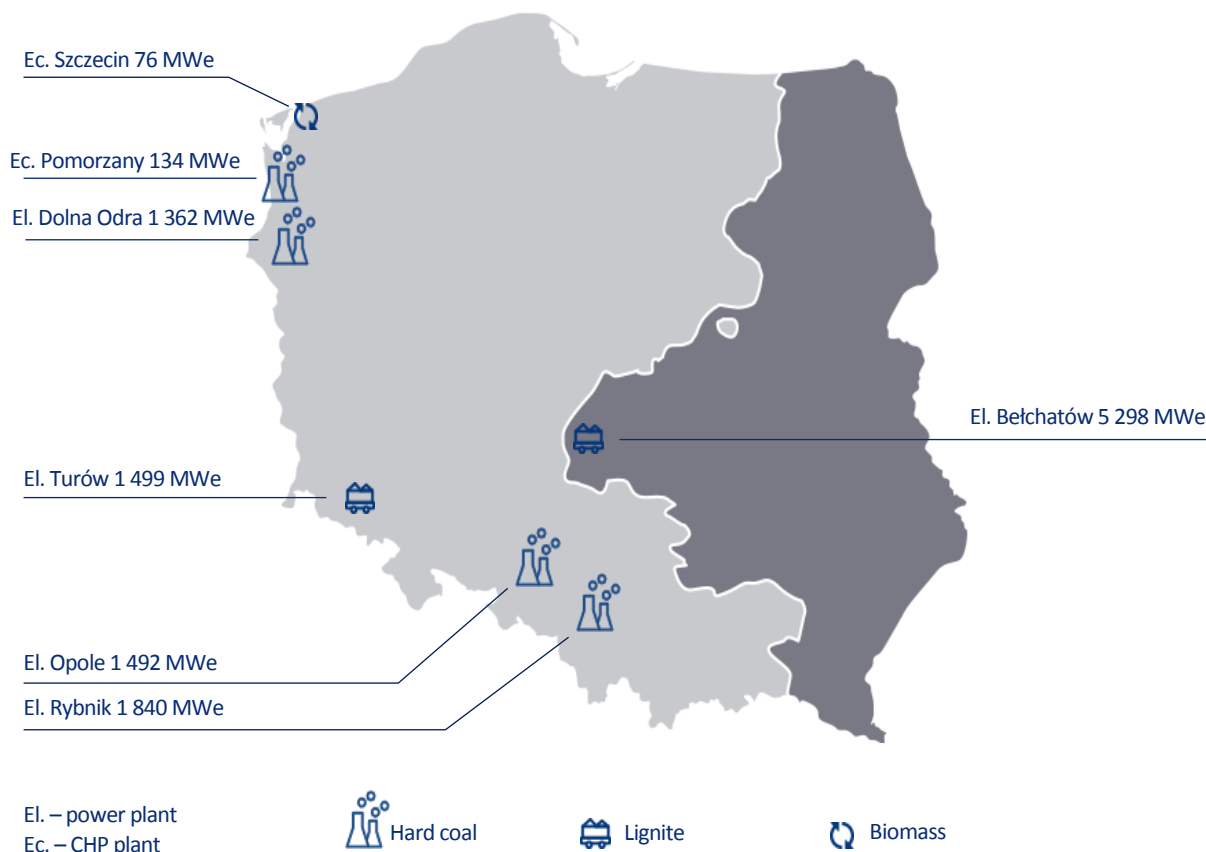 Ec. Szczecin 76 MWe
Ec. Pomorzany 134 MWe
El. Dolna Odra 1 362 MWe
El. Bełchatów 5 298 MWe
El. Turów 1 499 MWe
El. Opole 1 492 MWe
El. Rybnik 1 840 MWe
El. – power plant
Ec. – CHP plant
Hard coal
Lignite
Biomass